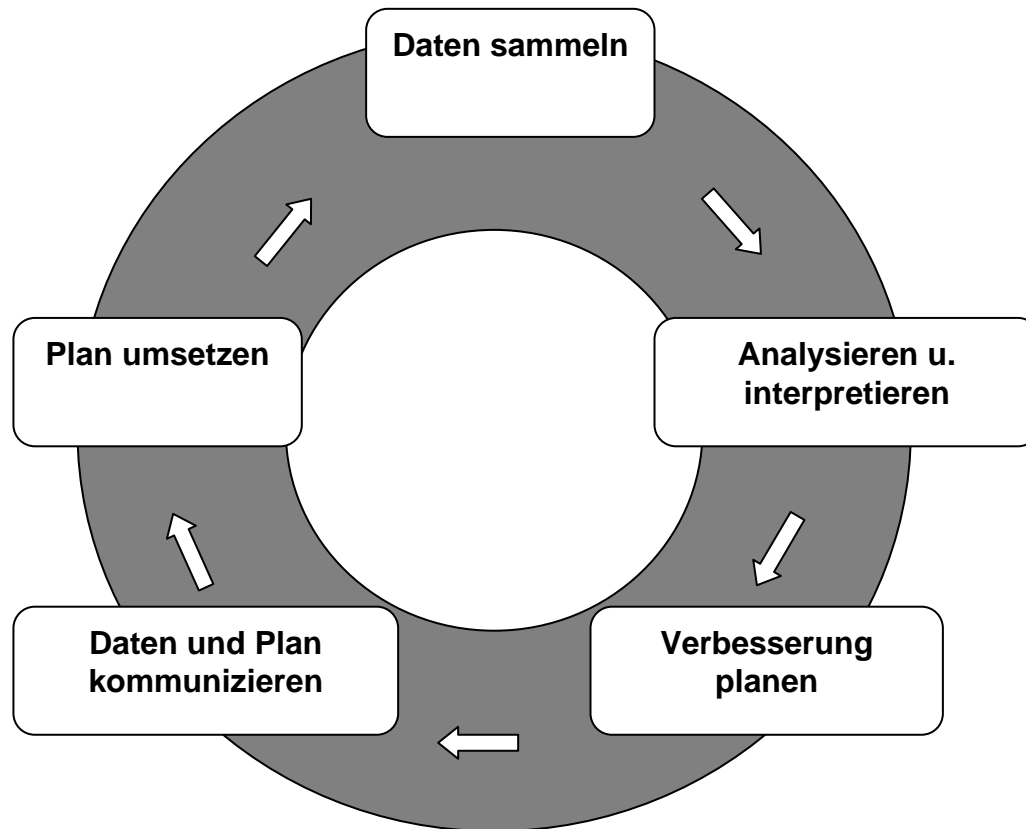 Daten sammeln
Analysieren u.
interpretieren
Verbesserung
planen
Daten und Plan
kommunizieren
Plan umsetzen